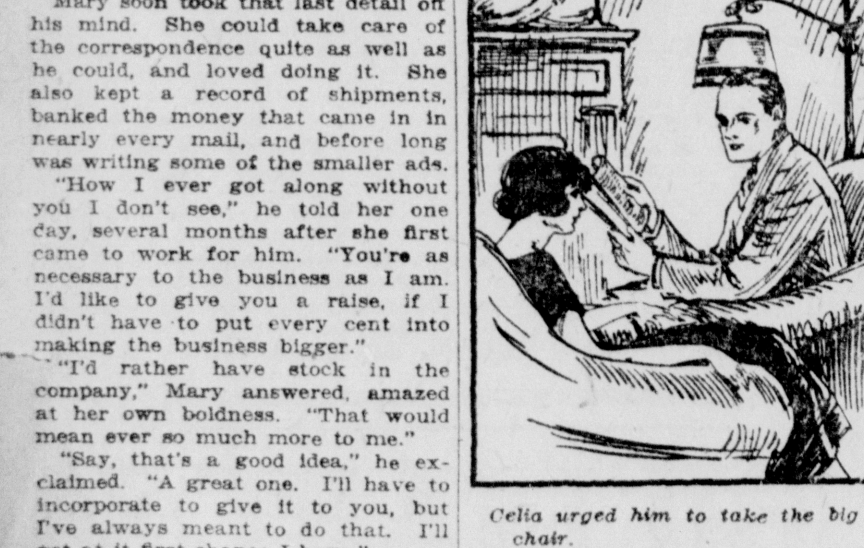 Mary soon took that last detail off
his mind. She could take care of
the correspondence quite as well as
he could, and loved doing it. She
also kept a record of shipments,
banked the money that came in in
nearly every mail, and before long
was writing some of the smaller ads.
"How I ever got along without
you I don't see," he told her one
day, several months after she first
came to work for him. "You're as
necessary to the business as I am.
I'd like to give you a raise, if I
didn't have to put every cent into
making the business bigger."
"I'd rather have stock in the
company," Mary answered, amazed
at her own boldness. "That would
mean ever so much more to me."
"Say, that's a good idea," he ex-
claimed. "A great one. I'll have to
incorporate to give it to you, but
I've always meant to do that. I'll
Celia urged him to take the big
chair.